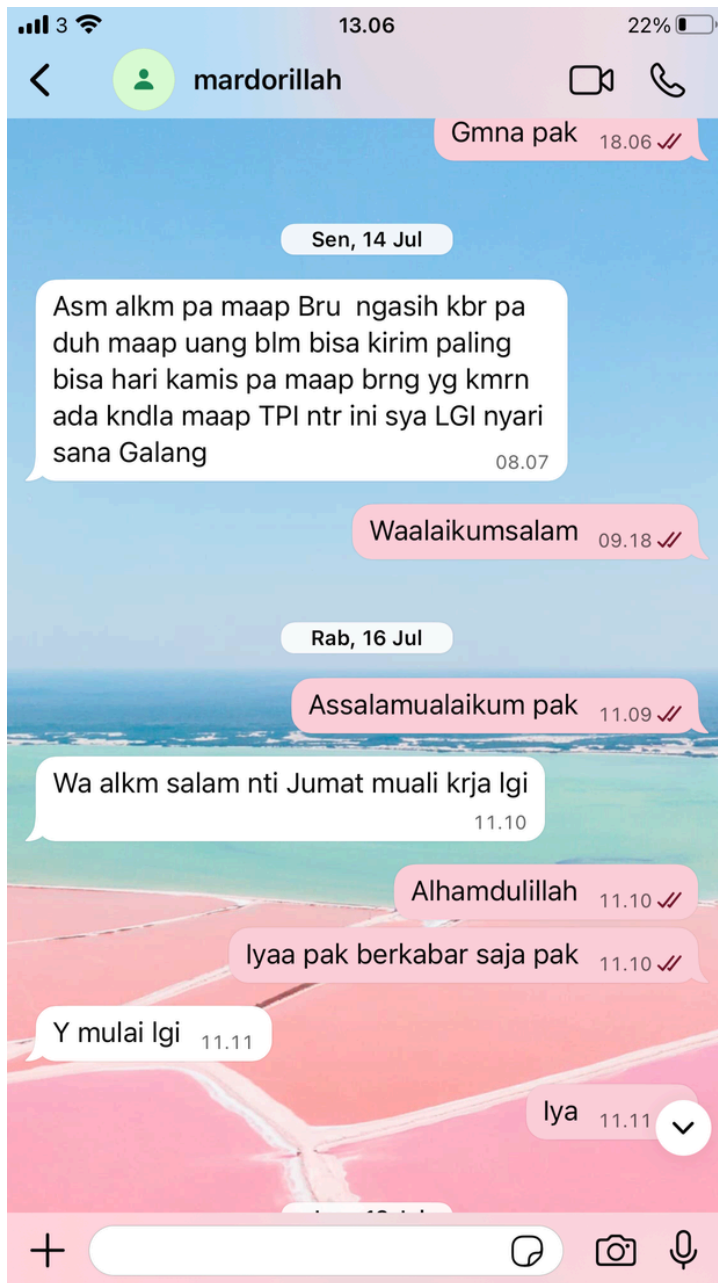 3
13.06
22%
mardorillah
Gmna pak 18.06
Sen, 14 Jul
Asm alkm pa maap Bru ngasih kbr pa
duh maap uang blm bisa kirim paling
bisa hari kamis pa maap brng yg kmrn
ada kndla maap TPI ntr ini sya LGI nyari
sana Galang
08.07
Waalaikumsalam 09.18
Rab, 16 Jul
Assalamualaikum pak 11.09
Wa alkm salam nti Jumat muali krja lgi
11.10
Alhamdulillah 11.10
Iyaa pak berkabar saja pak 11.10
Y mulai lgi 11.11
Iya 11.11